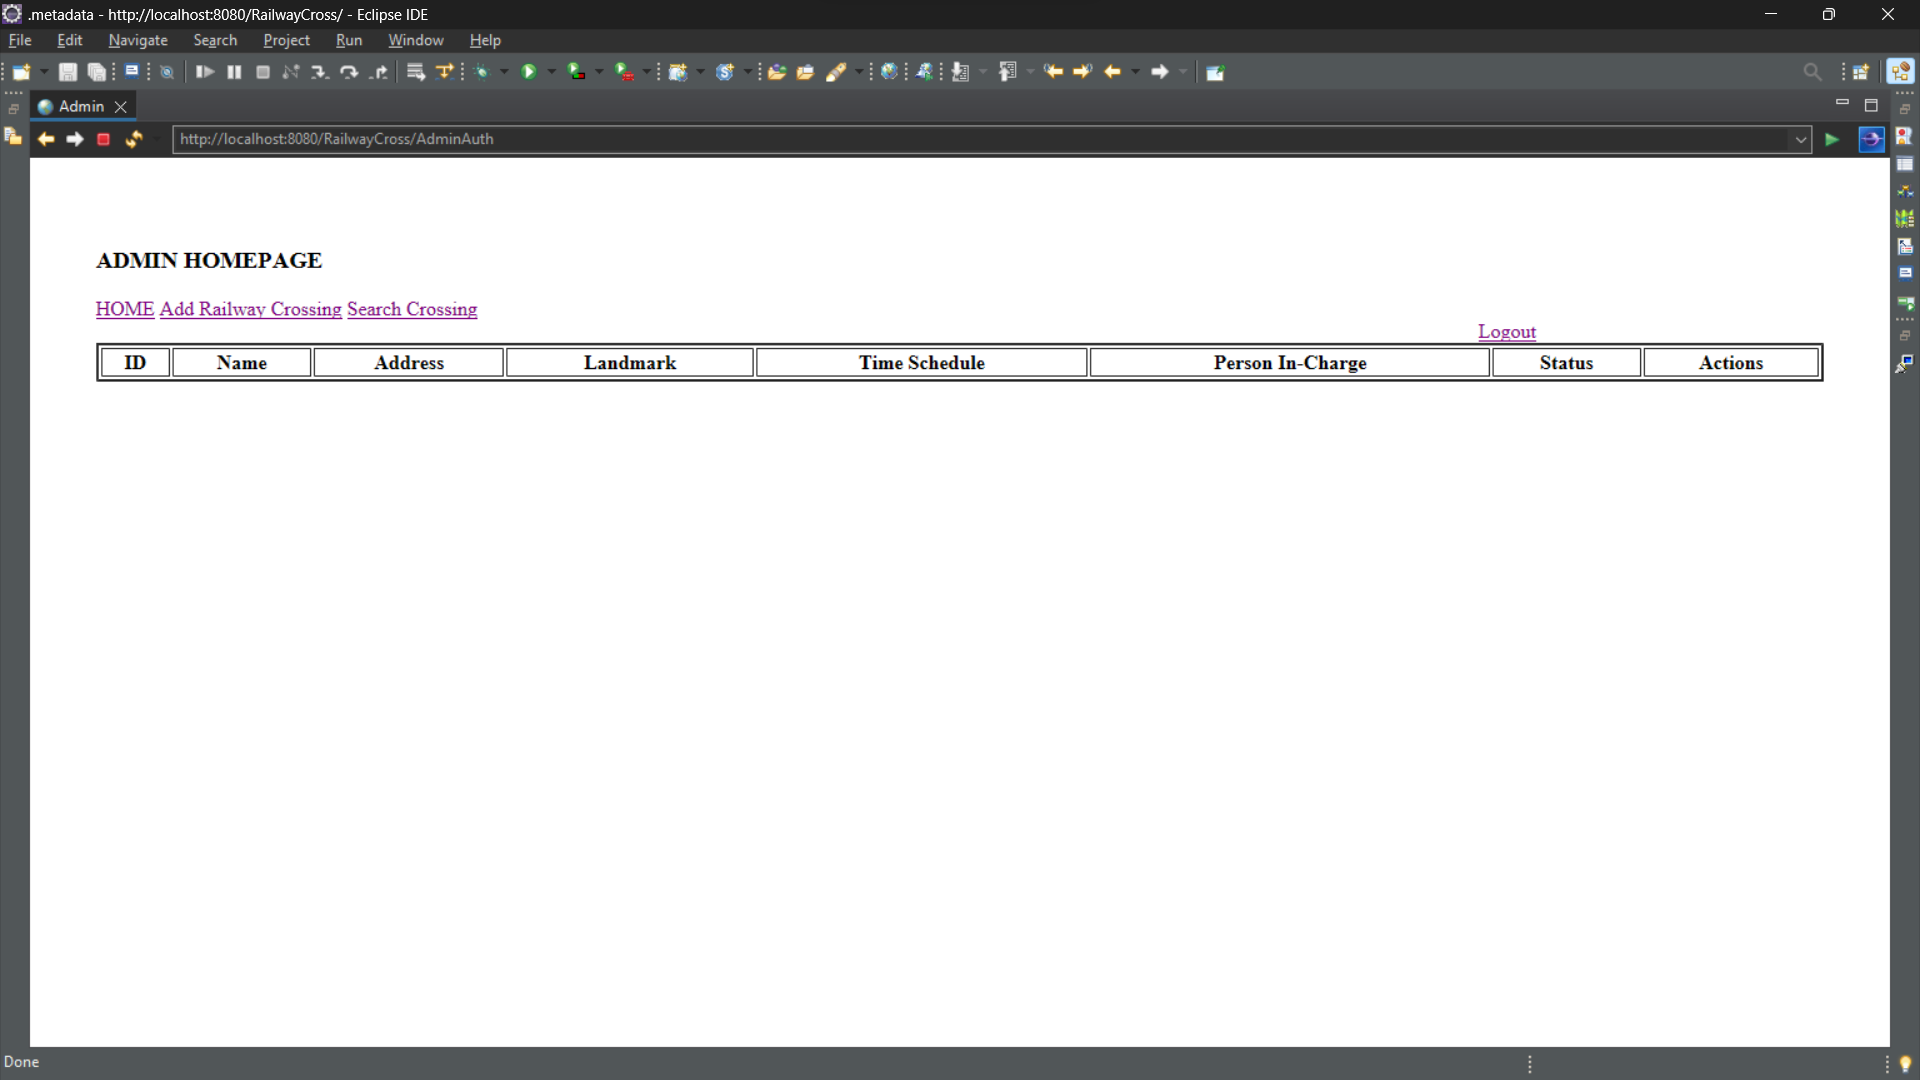 .metadata - http://localhost:8080/RailwayCross/ - Eclipse IDE
File Edit Navigate Search Project Run Window Help
Admin
http://localhost:8080/RailwayCross/AdminAuth
ADMIN HOMEPAGE
HOME Add Railway Crossing Search Crossing
Logout
ID Name Address Landmark Time Schedule Person In-Charge Status Actions
Done